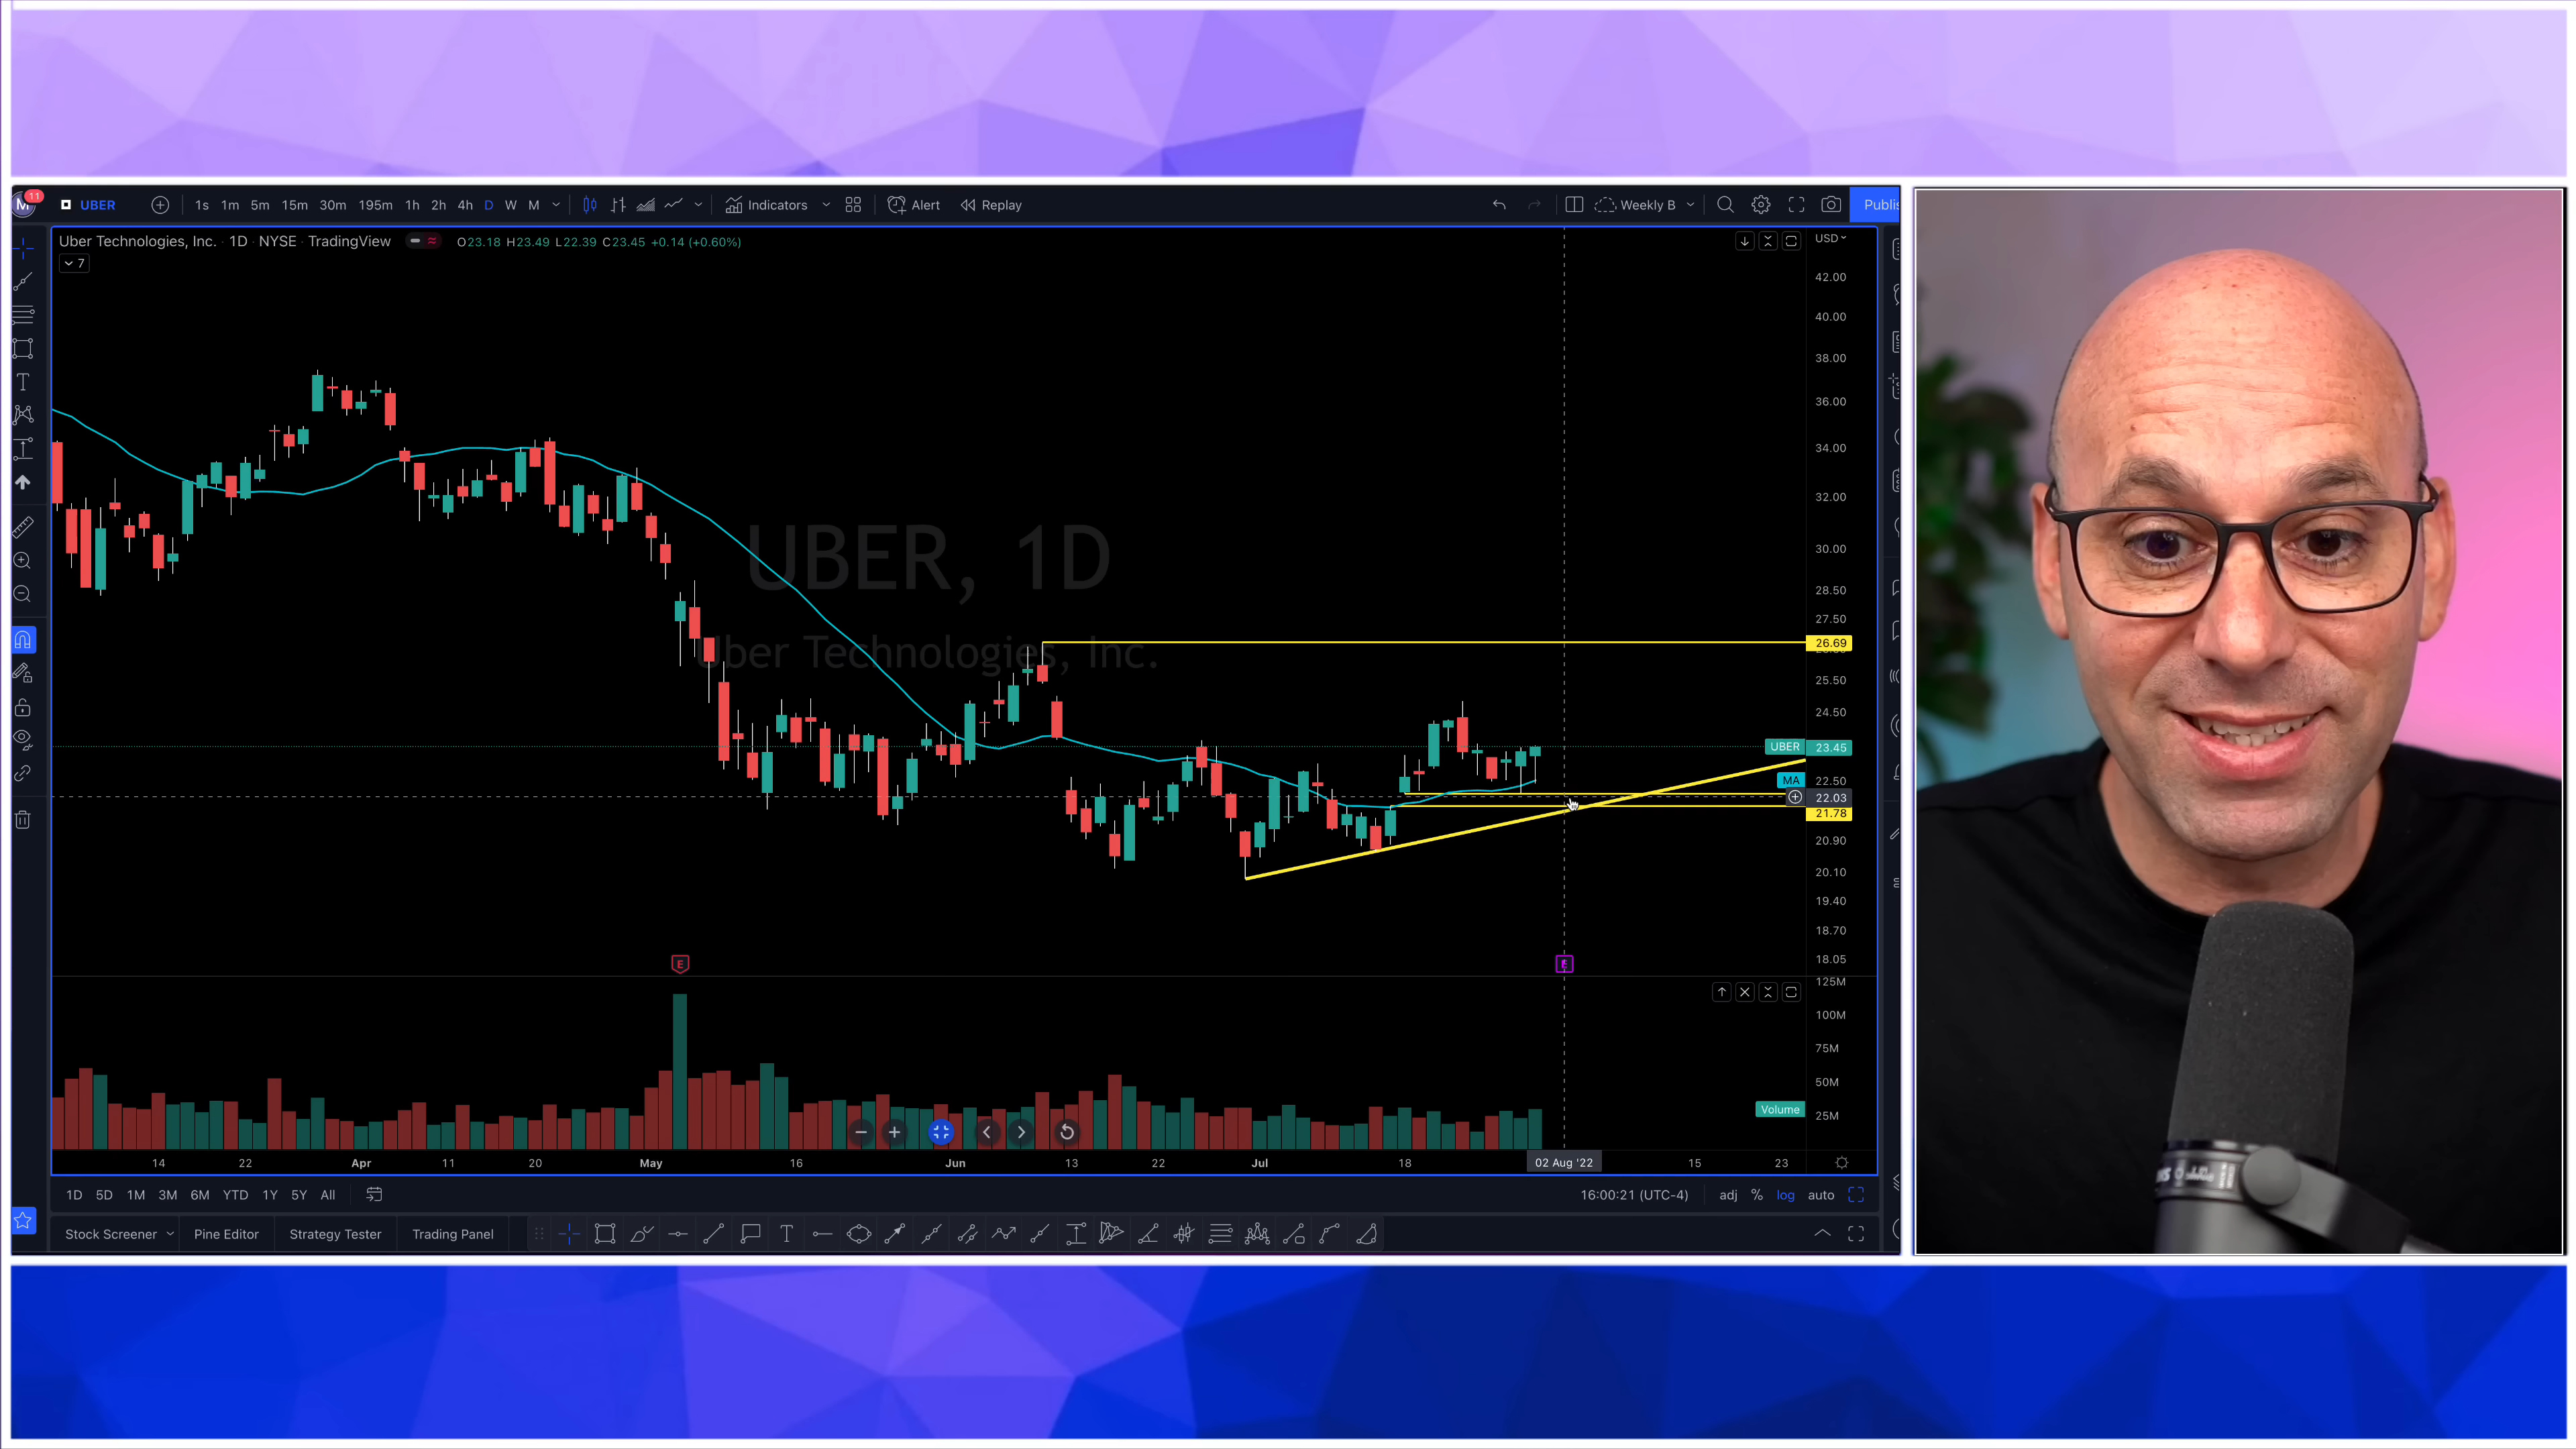 M 11 UBER 1s 1m 5m 15m 30m 195m 1h 2h 4h D W M Indicators Alert Replay Weekly B Publis
Uber Technologies, Inc. · 1D · NYSE · TradingView O23.18 H23.49 L22.39 C23.45 +0.14 (+0.60%) USD
7
42.00
40.00
38.00
36.00
34.00
32.00
UBER, 1D
30.00
28.50
27.50
Uber Technologies, Inc.
26.69
25.50
24.50
UBER 23.45
MA 22.50
22.03
21.78
20.90
20.10
19.40
18.70
E E
18.05
125M
100M
75M
50M
Volume 25M
14 22 Apr 11 20 May 16 Jun 13 22 Jul 18 02 Aug '22 15 23
1D 5D 1M 3M 6M YTD 1Y 5Y All 16:00:21 (UTC-4) adj % log auto
Stock Screener Pine Editor Strategy Tester Trading Panel